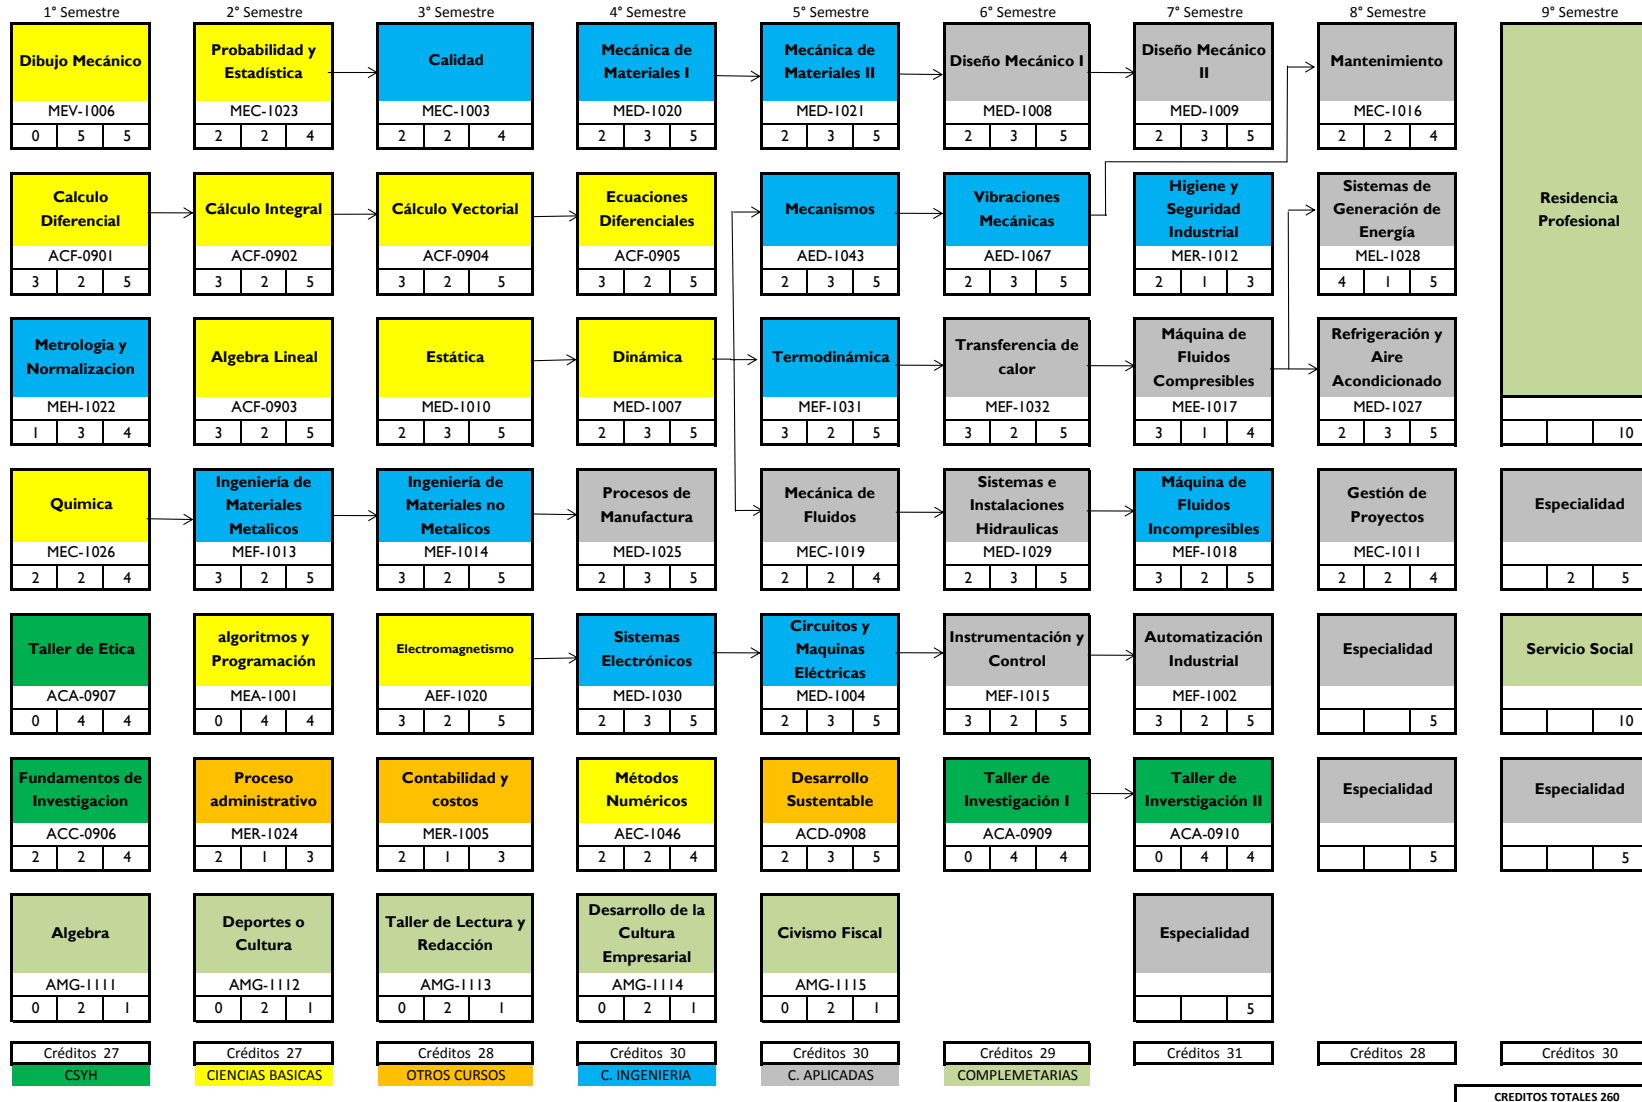 1° Semestre 2° Semestre 3° Semestre 4° Semestre 5° Semestre 6° Semestre 7° Semestre 8° Semestre 9° Semestre
Dibujo Mecánico
MEV-1006
0 5 5
Probabilidad y
Estadística
MEC-1023
2 2 4
Calidad
MEC-1003
2 2 4
Mecánica de
Materiales I
MED-1020
2 3 5
Mecánica de
Materiales II
MED-1021
2 3 5
Diseño Mecánico I
MED-1008
2 3 5
Diseño Mecánico
II
MED-1009
2 3 5
Mantenimiento
MEC-1016
2 2 4
Residencia
Profesional
10
Calculo
Diferencial
ACF-0901
3 2 5
Cálculo Integral
ACF-0902
3 2 5
Cálculo Vectorial
ACF-0904
3 2 5
Ecuaciones
Diferenciales
ACF-0905
3 2 5
Mecanismos
AED-1043
2 3 5
Vibraciones
Mecánicas
AED-1067
2 3 5
Higiene y
Seguridad
Industrial
MER-1012
2 1 3
Sistemas de
Generación de
Energía
MEL-1028
4 1 5
Metrologia y
Normalizacion
MEH-1022
1 3 4
Algebra Lineal
ACF-0903
3 2 5
Estática
MED-1010
2 3 5
Dinámica
MED-1007
2 3 5
Termodinámica
MEF-1031
3 2 5
Transferencia de
calor
MEF-1032
3 2 5
Máquina de
Fluidos
Compresibles
MEE-1017
3 1 4
Refrigeración y
Aire
Acondicionado
MED-1027
2 3 5
Quimica
MEC-1026
2 2 4
Ingeniería de
Materiales
Metalicos
MEF-1013
3 2 5
Ingeniería de
Materiales no
Metalicos
MEF-1014
3 2 5
Procesos de
Manufactura
MED-1025
2 3 5
Mecánica de
Fluidos
MEC-1019
2 2 4
Sistemas e
Instalaciones
Hidraulicas
MED-1029
2 3 5
Máquina de
Fluidos
Incompresibles
MEF-1018
3 2 5
Gestión de
Proyectos
MEC-1011
2 2 4
Especialidad
2 5
Taller de Etica
ACA-0907
0 4 4
algoritmos y
Programación
MEA-1001
0 4 4
Electromagnetismo
AEF-1020
3 2 5
Sistemas
Electrónicos
MED-1030
2 3 5
Circuitos y
Maquinas
Eléctricas
MED-1004
2 3 5
Instrumentación y
Control
MEF-1015
3 2 5
Automatización
Industrial
MEF-1002
3 2 5
Especialidad
5
Servicio Social
10
Fundamentos de
Investigacion
ACC-0906
2 2 4
Proceso
administrativo
MER-1024
2 1 3
Contabilidad y
costos
MER-1005
2 1 3
Métodos
Numéricos
AEC-1046
2 2 4
Desarrollo
Sustentable
ACD-0908
2 3 5
Taller de
Investigación I
ACA-0909
0 4 4
Taller de
Inverstigación II
ACA-0910
0 4 4
Especialidad
5
Especialidad
5
Algebra
AMG-1111
0 2 1
Deportes o
Cultura
AMG-1112
0 2 1
Taller de Lectura y
Redacción
AMG-1113
0 2 1
Desarrollo de la
Cultura
Empresarial
AMG-1114
0 2 1
Civismo Fiscal
AMG-1115
0 2 1
Especialidad
5
Créditos 27 Créditos 27 Créditos 28 Créditos 30 Créditos 30 Créditos 29 Créditos 31 Créditos 28 Créditos 30
CSYH CIENCIAS BASICAS OTROS CURSOS C. INGENIERIA C. APLICADAS COMPLEMETARIAS
CREDITOS TOTALES 260